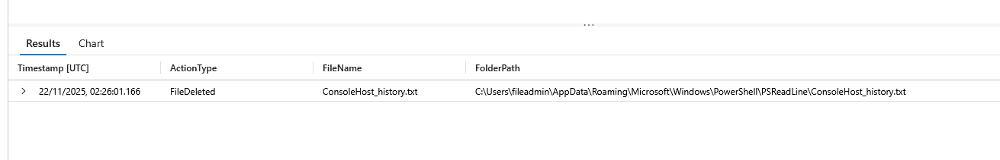 Results Chart
Timestamp [UTC] ActionType FileName FolderPath
22/11/2025, 02:26:01.166 FileDeleted ConsoleHost_history.txt C:\Users\fileadmin\AppData\Roaming\Microsoft\Windows\PowerShell\PSReadLine\ConsoleHost_history.txt